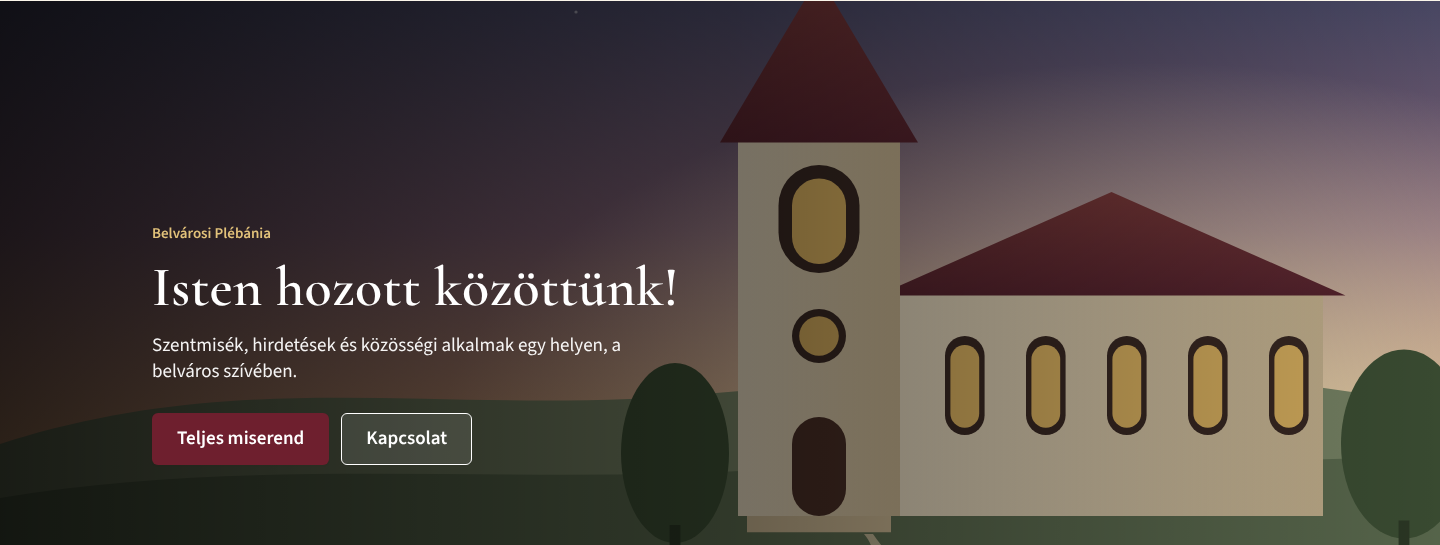 Belvárosi Plébánia
Isten hozott közöttünk!
Szentmisék, hirdetések és közösségi alkalmak egy helyen, a
belváros szívében.
Teljes miserend
Kapcsolat